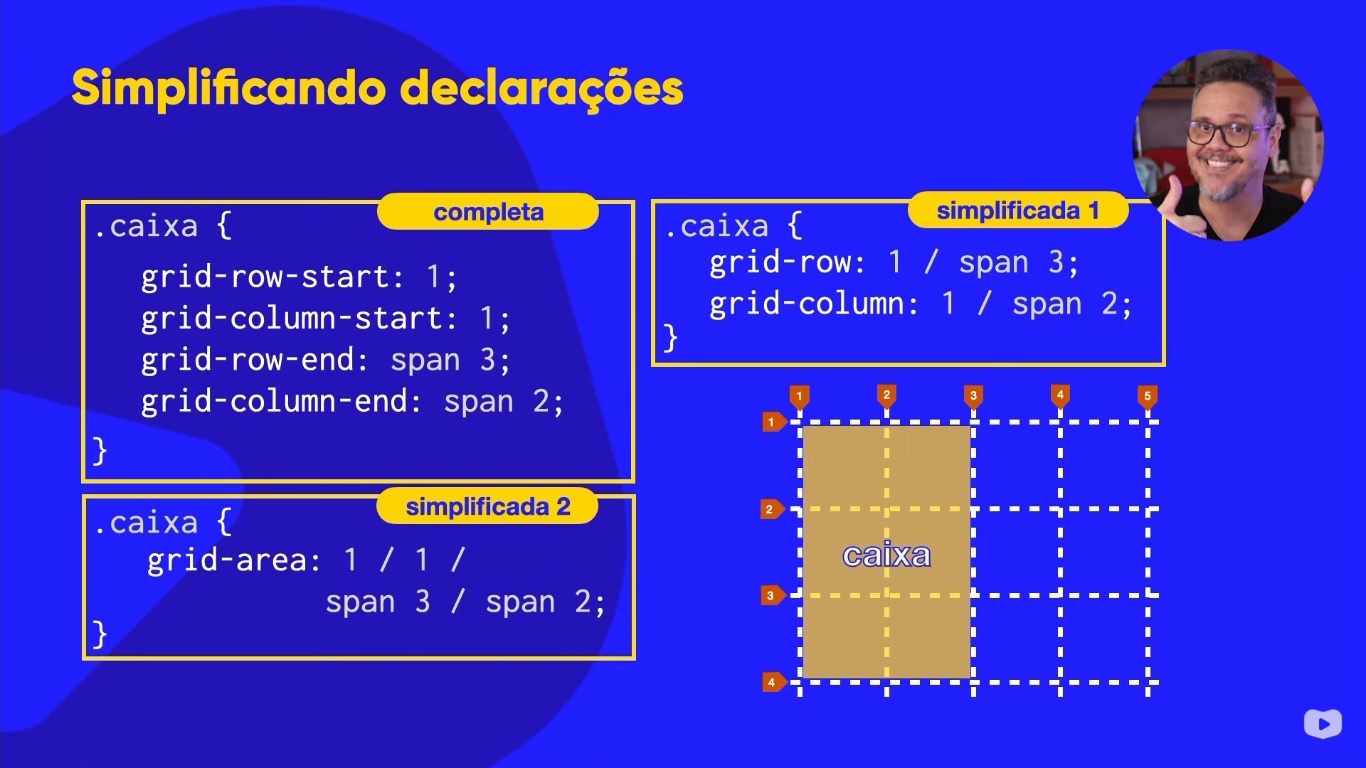 Simplificando declarações
completa
.caixa {
grid-row-start: 1;
grid-column-start: 1;
grid-row-end: span 3;
grid-column-end: span 2;
}
simplificada 1
.caixa {
grid-row: 1 / span 3;
grid-column: 1 / span 2;
}
simplificada 2
.caixa {
grid-area: 1 / 1 /
span 3 / span 2;
}
1 2 3 4 5
1
2
caixa
3
4